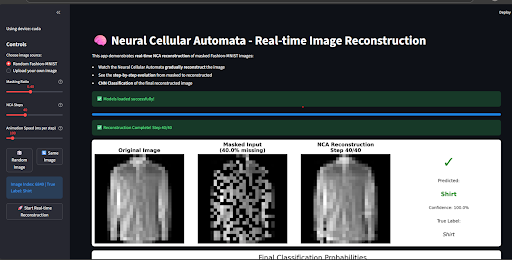 Deploy
Using device: cuda
Controls
Choose image source:
Random Fashion-MNIST
Upload your own image
Masking Ratio
0.40
NCA Steps
40
Animation Speed (ms per step)
Random
Image
Same
Image
Image Index: | True
Label: Shirt
Start Real-time
Reconstruction
Neural Cellular Automata - Real-time Image Reconstruction
This app demonstrates real-time NCA reconstruction of masked Fashion-MNIST images:
Watch the Neural Cellular Automata gradually reconstruct the image
See the step-by-step evolution from masked to reconstructed
CNN Classification of the final reconstructed image
Models loaded successfully!
Reconstruction Complete! Step 40/40
Original Image
Masked Input
(40.0% missing)
NCA Reconstruction
Step 40/40
✓
Predicted:
Shirt
Confidence: 100.0%
True Label:
Shirt
Final Classification Probabilities